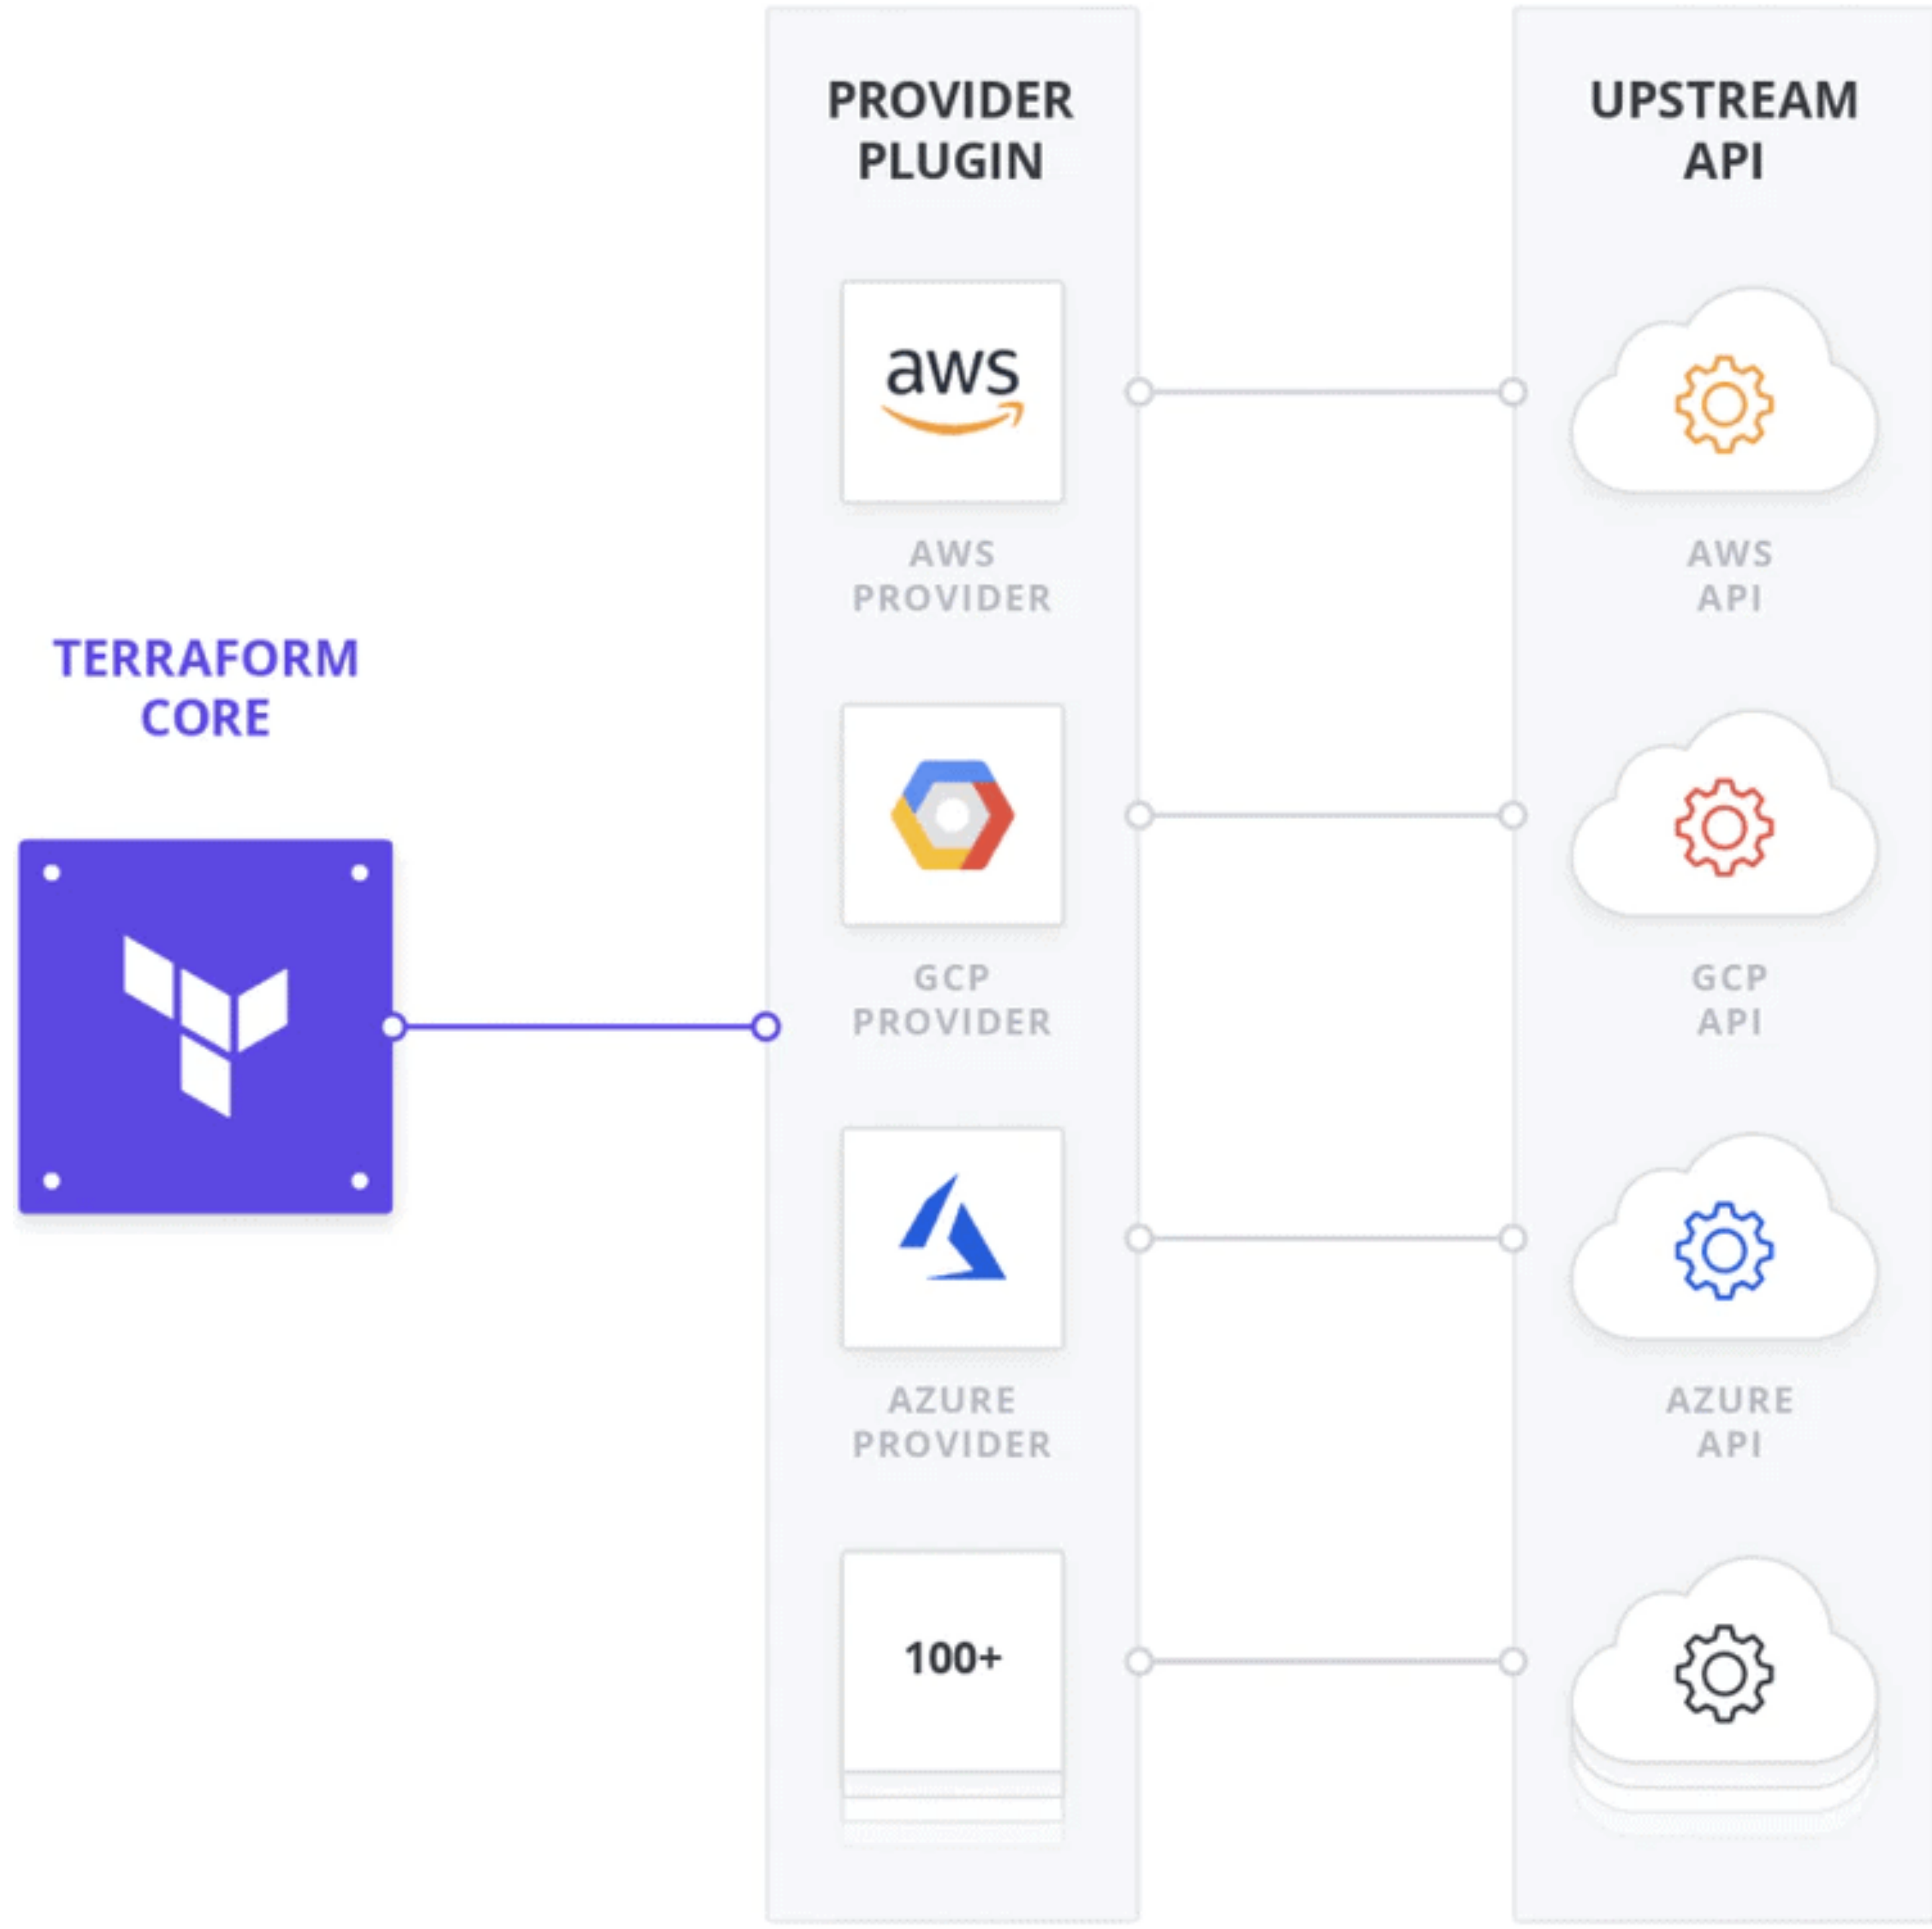 PROVIDER
PLUGIN
UPSTREAM
API
aws
AWS
PROVIDER
AWS
API
TERRAFORM
CORE
GCP
PROVIDER
GCP
API
AZURE
PROVIDER
AZURE
API
100+